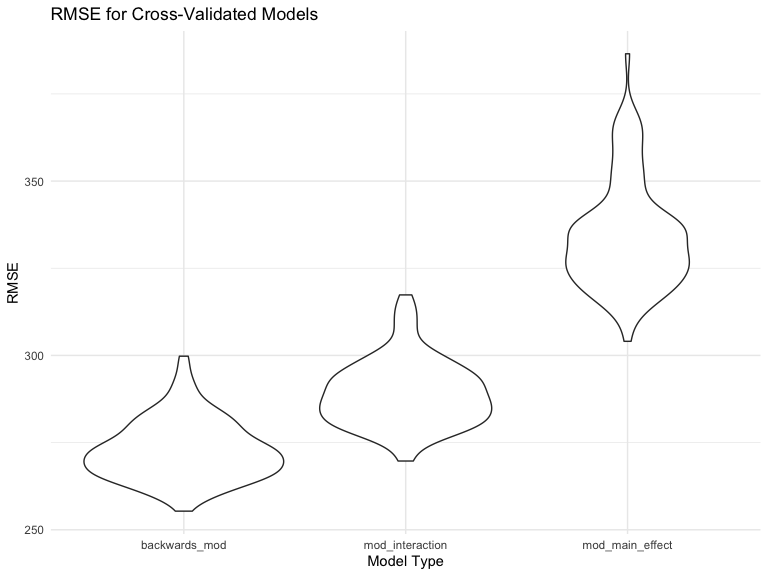 RMSE for Cross-Validated Models
RMSE
350
300
250
backwards_mod
mod_interaction
mod_main_effect
Model Type